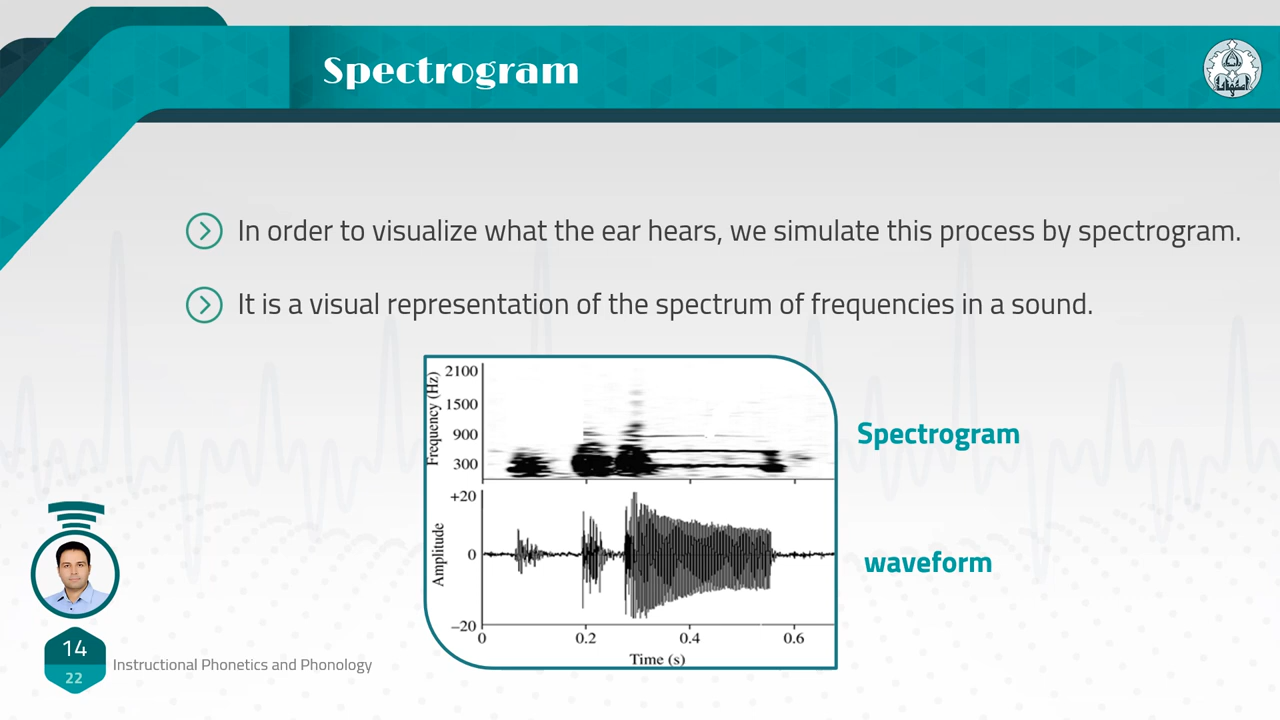 Spectrogram
In order to visualize what the ear hears, we simulate this process by spectrogram.
It is a visual representation of the spectrum of frequencies in a sound.
Frequency (Hz)
2100
1500
900
300
Spectrogram
Amplitude
+20
0
−20
waveform
0 0.2 0.4 0.6
Time (s)
14
22
Instructional Phonetics and Phonology